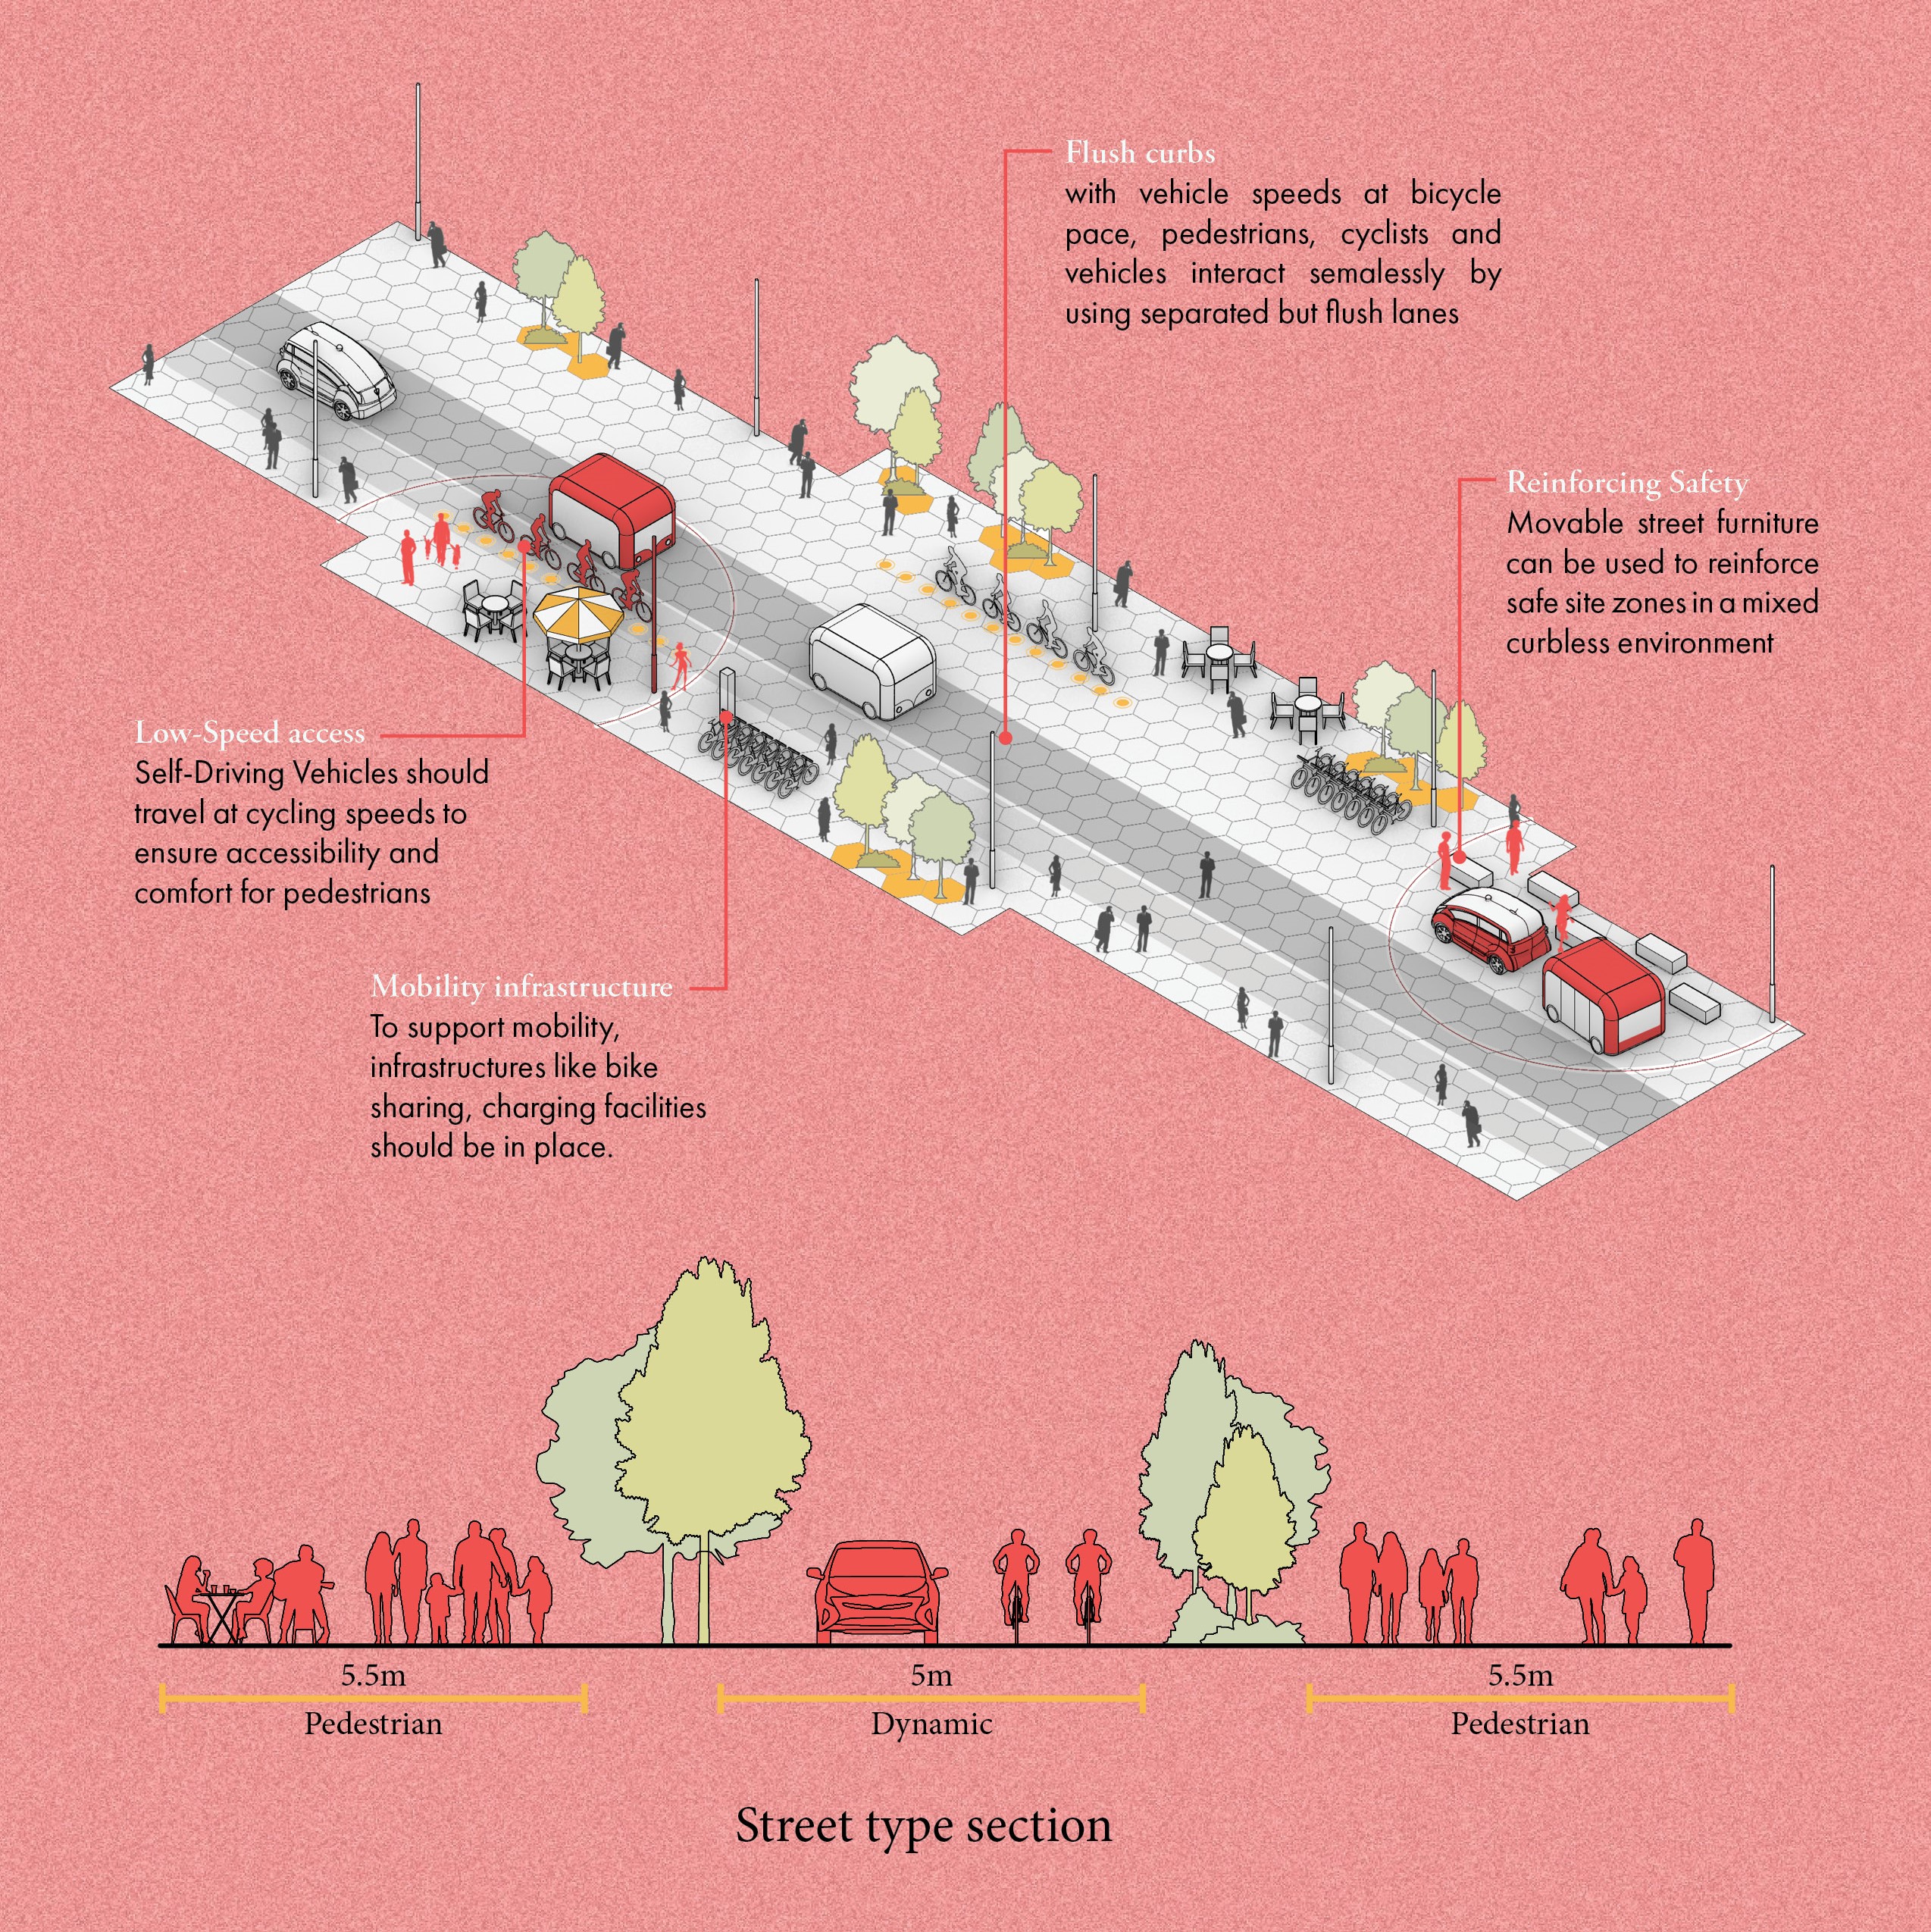 Flush curbs
with vehicle speeds at bicycle
pace, pedestrians, cyclists and
vehicles interact semalessly by
using separated but flush lanes
Reinforcing Safety
Movable street furniture
can be used to reinforce
safe site zones in a mixed
curbless environment
Low-Speed access
Self-Driving Vehicles should
travel at cycling speeds to
ensure accessibility and
comfort for pedestrians
Mobility infrastructure
To support mobility,
infrastructures like bike
sharing, charging facilities
should be in place.
5.5m
5m
5.5m
Pedestrian
Dynamic
Pedestrian
Street type section